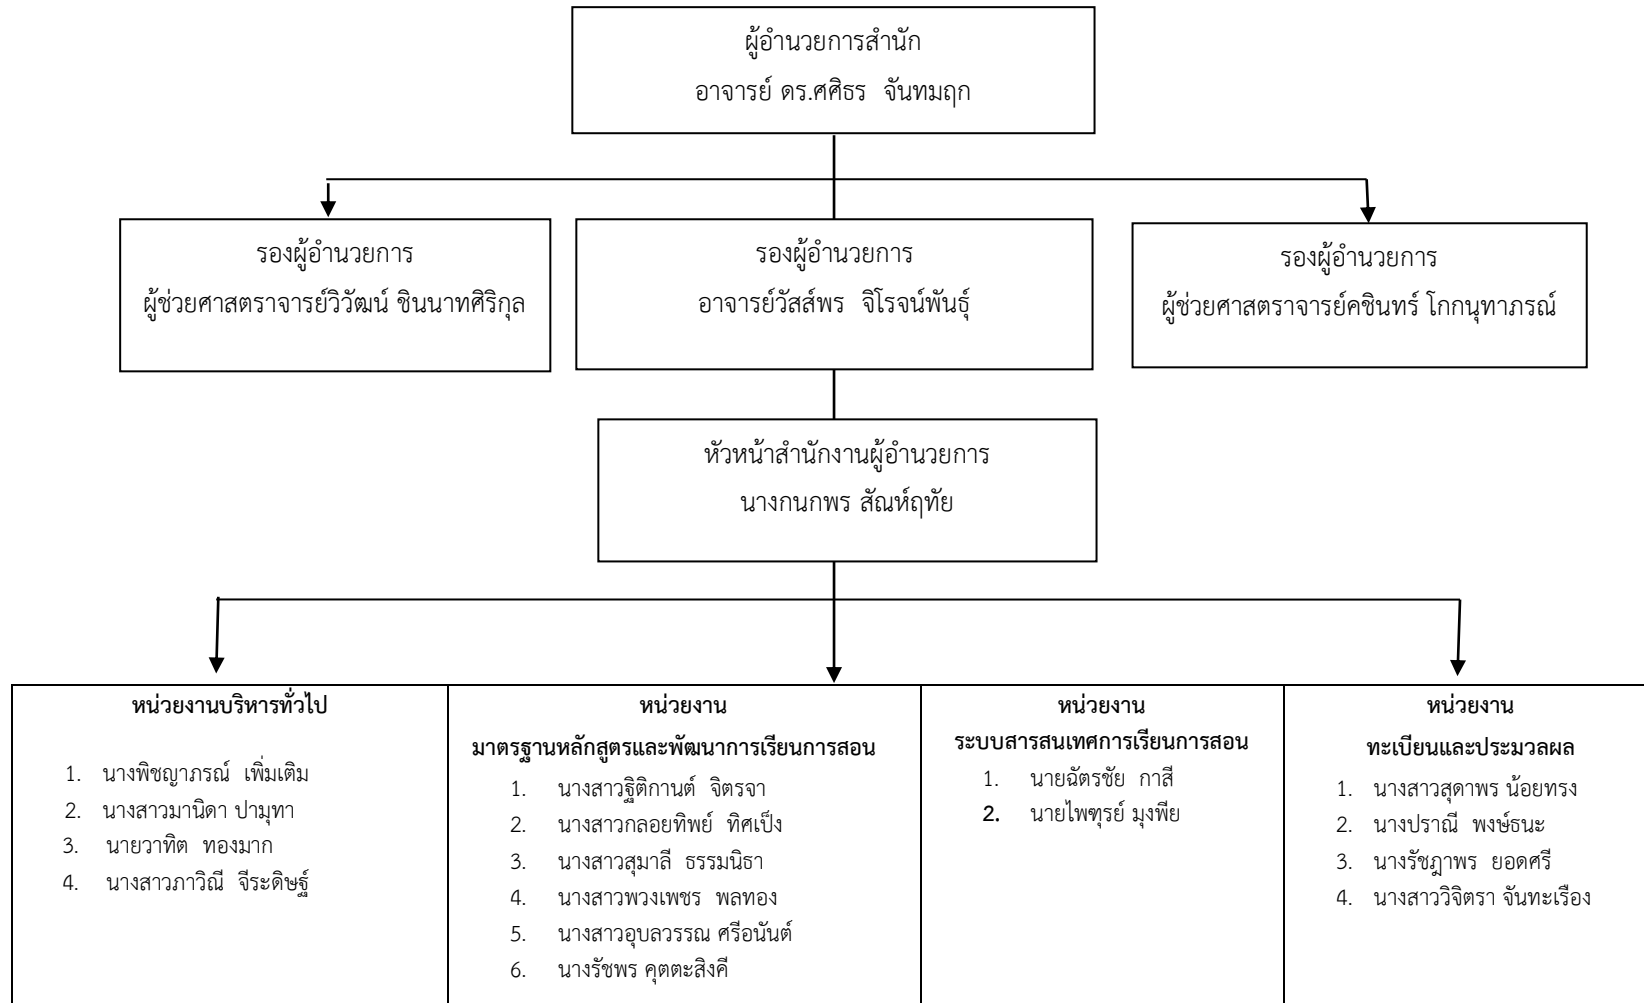 ผู้อำนวยการสำนัก
อาจารย์ ดร.ศศิธร จันทมฤก
รองผู้อำนวยการ
ผู้ช่วยศาสตราจารย์วิวัฒน์ ชินนาทศิริกุล
รองผู้อำนวยการ
อาจารย์วัสส์พร จิโรจน์พันธุ์
รองผู้อำนวยการ
ผู้ช่วยศาสตราจารย์คชินทร์ โกกนุทาภรณ์
หัวหน้าสำนักงานผู้อำนวยการ
นางกนกพร สัณห์ฤทัย
หน่วยงานบริหารทั่วไป
1. นางพิชญาภรณ์ เพิ่มเติม
2. นางสาวมานิดา ปามุทา
3. นายวาทิต ทองมาก
4. นางสาวภาวิณี จีระดิษฐ์
หน่วยงาน
มาตรฐานหลักสูตรและพัฒนาการเรียนการสอน
1. นางสาวฐิติกานต์ จิตรจา
2. นางสาวกลอยทิพย์ ทิศเป็ง
3. นางสาวสุมาลี ธรรมนิธา
4. นางสาวพวงเพชร พลทอง
5. นางสาวอุบลวรรณ ศรีอนันต์
6. นางรัชพร คุตตะสิงคี
หน่วยงาน
ระบบสารสนเทศการเรียนการสอน
1. นายฉัตรชัย กาสี
2. นายไพฑุรย์ มุงพีย
หน่วยงาน
ทะเบียนและประมวลผล
1. นางสาวสุดาพร น้อยทรง
2. นางปราณี พงษ์ธนะ
3. นางรัชฎาพร ยอดศรี
4. นางสาววิจิตรา จันทะเรือง